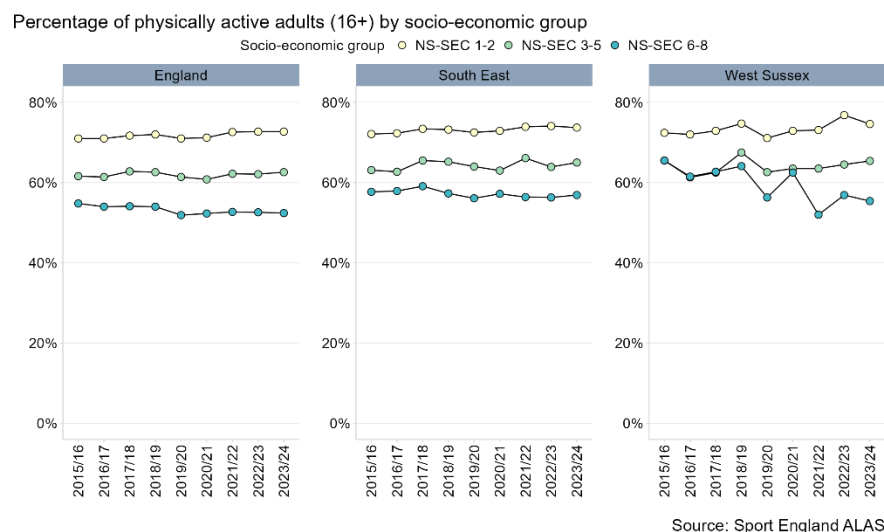 Percentage of physically active adults (16+) by socio-economic group
Socio-economic group NS-SEC 1-2 NS-SEC 3-5 NS-SEC 6-8
England South East West Sussex
80% 80% 80%
60% 60% 60%
40% 40% 40%
20% 20% 20%
0% 0% 0%
2015/16 2016/17 2017/18 2018/19 2019/20 2020/21 2021/22 2022/23 2023/24 2015/16 2016/17 2017/18 2018/19 2019/20 2020/21 2021/22 2022/23 2023/24 2015/16 2016/17 2017/18 2018/19 2019/20 2020/21 2021/22 2022/23 2023/24
Source: Sport England ALAS